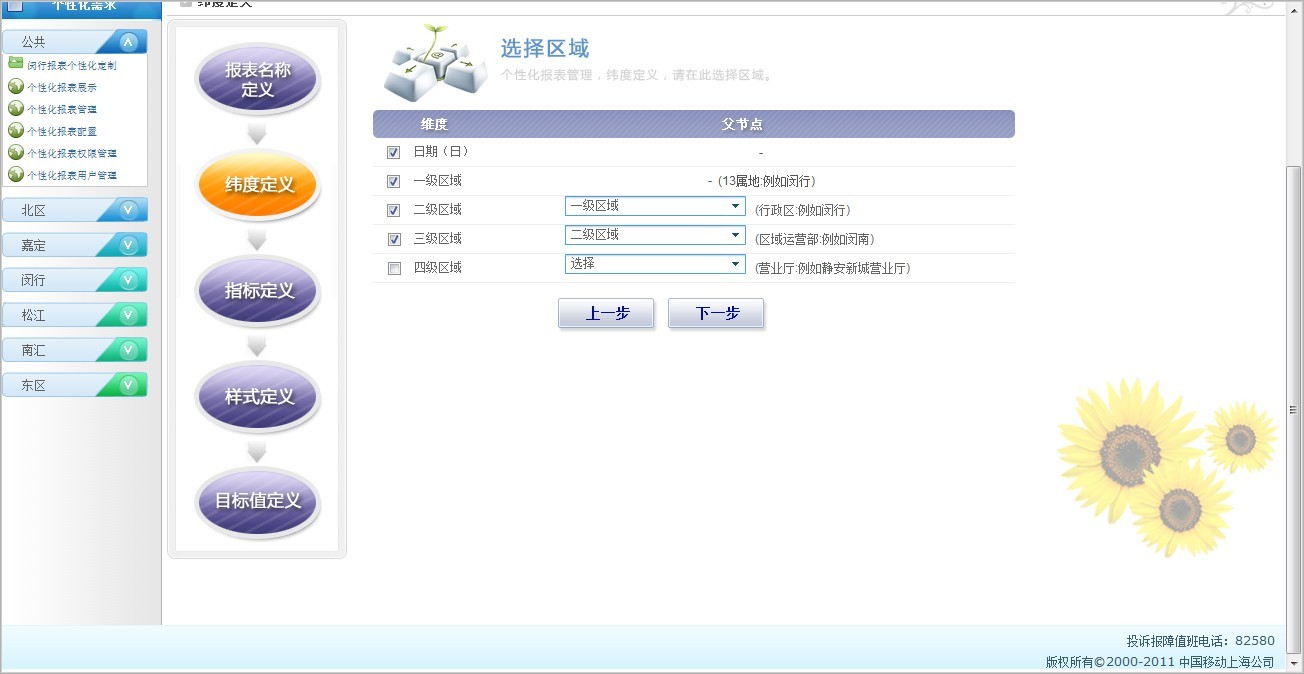 个性化需求
纬度定义
公共
闵行报表个性化定制
个性化报表展示
个性化报表管理
个性化报表配置
个性化报表权限管理
个性化报表用户管理
北区
嘉定
闵行
松江
南汇
东区
报表名称
定义
纬度定义
指标定义
样式定义
目标值定义
选择区域
个性化报表管理，纬度定义，请在此选择区域。
维度 父节点
日期（日） -
一级区域 - (13属地:例如闵行)
二级区域 一级区域 (行政区:例如闵行)
三级区域 二级区域 (区域运营部:例如闵南)
四级区域 选择 (营业厅:例如静安新城营业厅)
上一步 下一步
投诉报障值班电话：82580
版权所有©2000-2011 中国移动上海公司